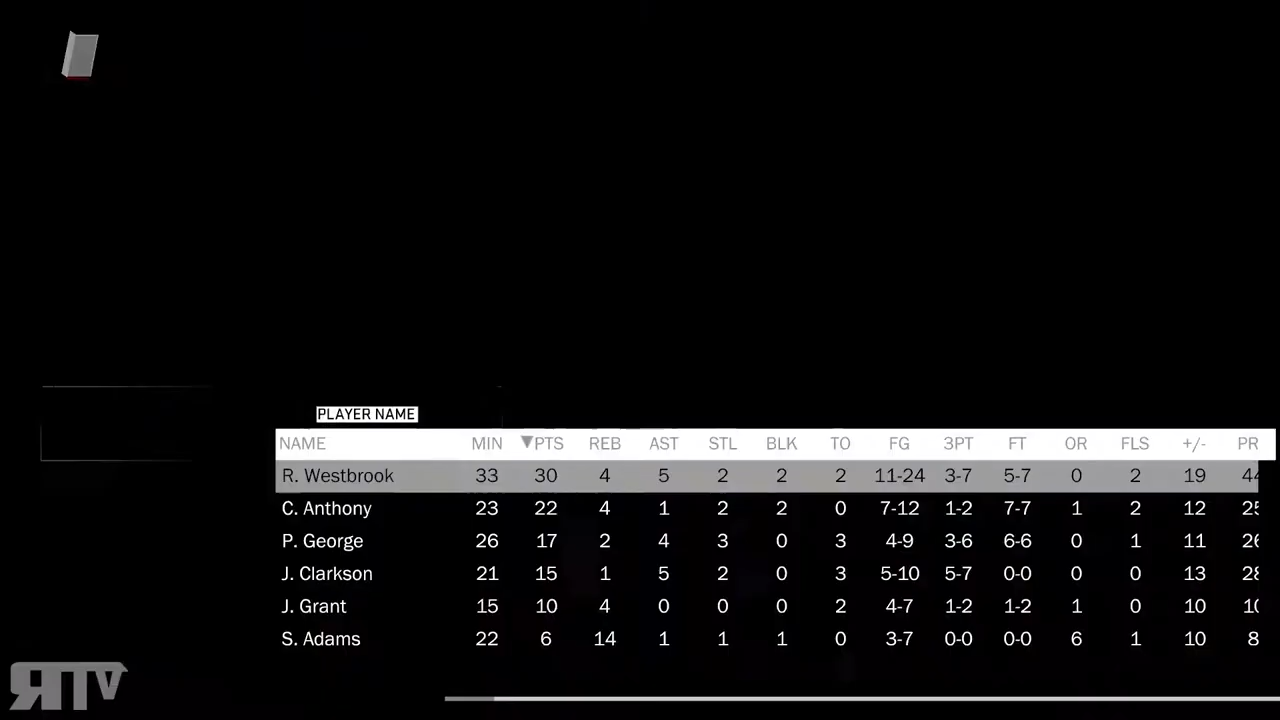 PLAYER NAME
NAME MIN ▼PTS REB AST STL BLK TO FG 3PT FT OR FLS +/- PR
R. Westbrook 33 30 4 5 2 2 2 11-24 3-7 5-7 0 2 19 44
C. Anthony 23 22 4 1 2 2 0 7-12 1-2 7-7 1 2 12 25
P. George 26 17 2 4 3 0 3 4-9 3-6 6-6 0 1 11 26
J. Clarkson 21 15 1 5 2 0 3 5-10 5-7 0-0 0 0 13 28
J. Grant 15 10 4 0 0 0 2 4-7 1-2 1-2 1 0 10 10
S. Adams 22 6 14 1 1 1 0 3-7 0-0 0-0 6 1 10 8
RTV